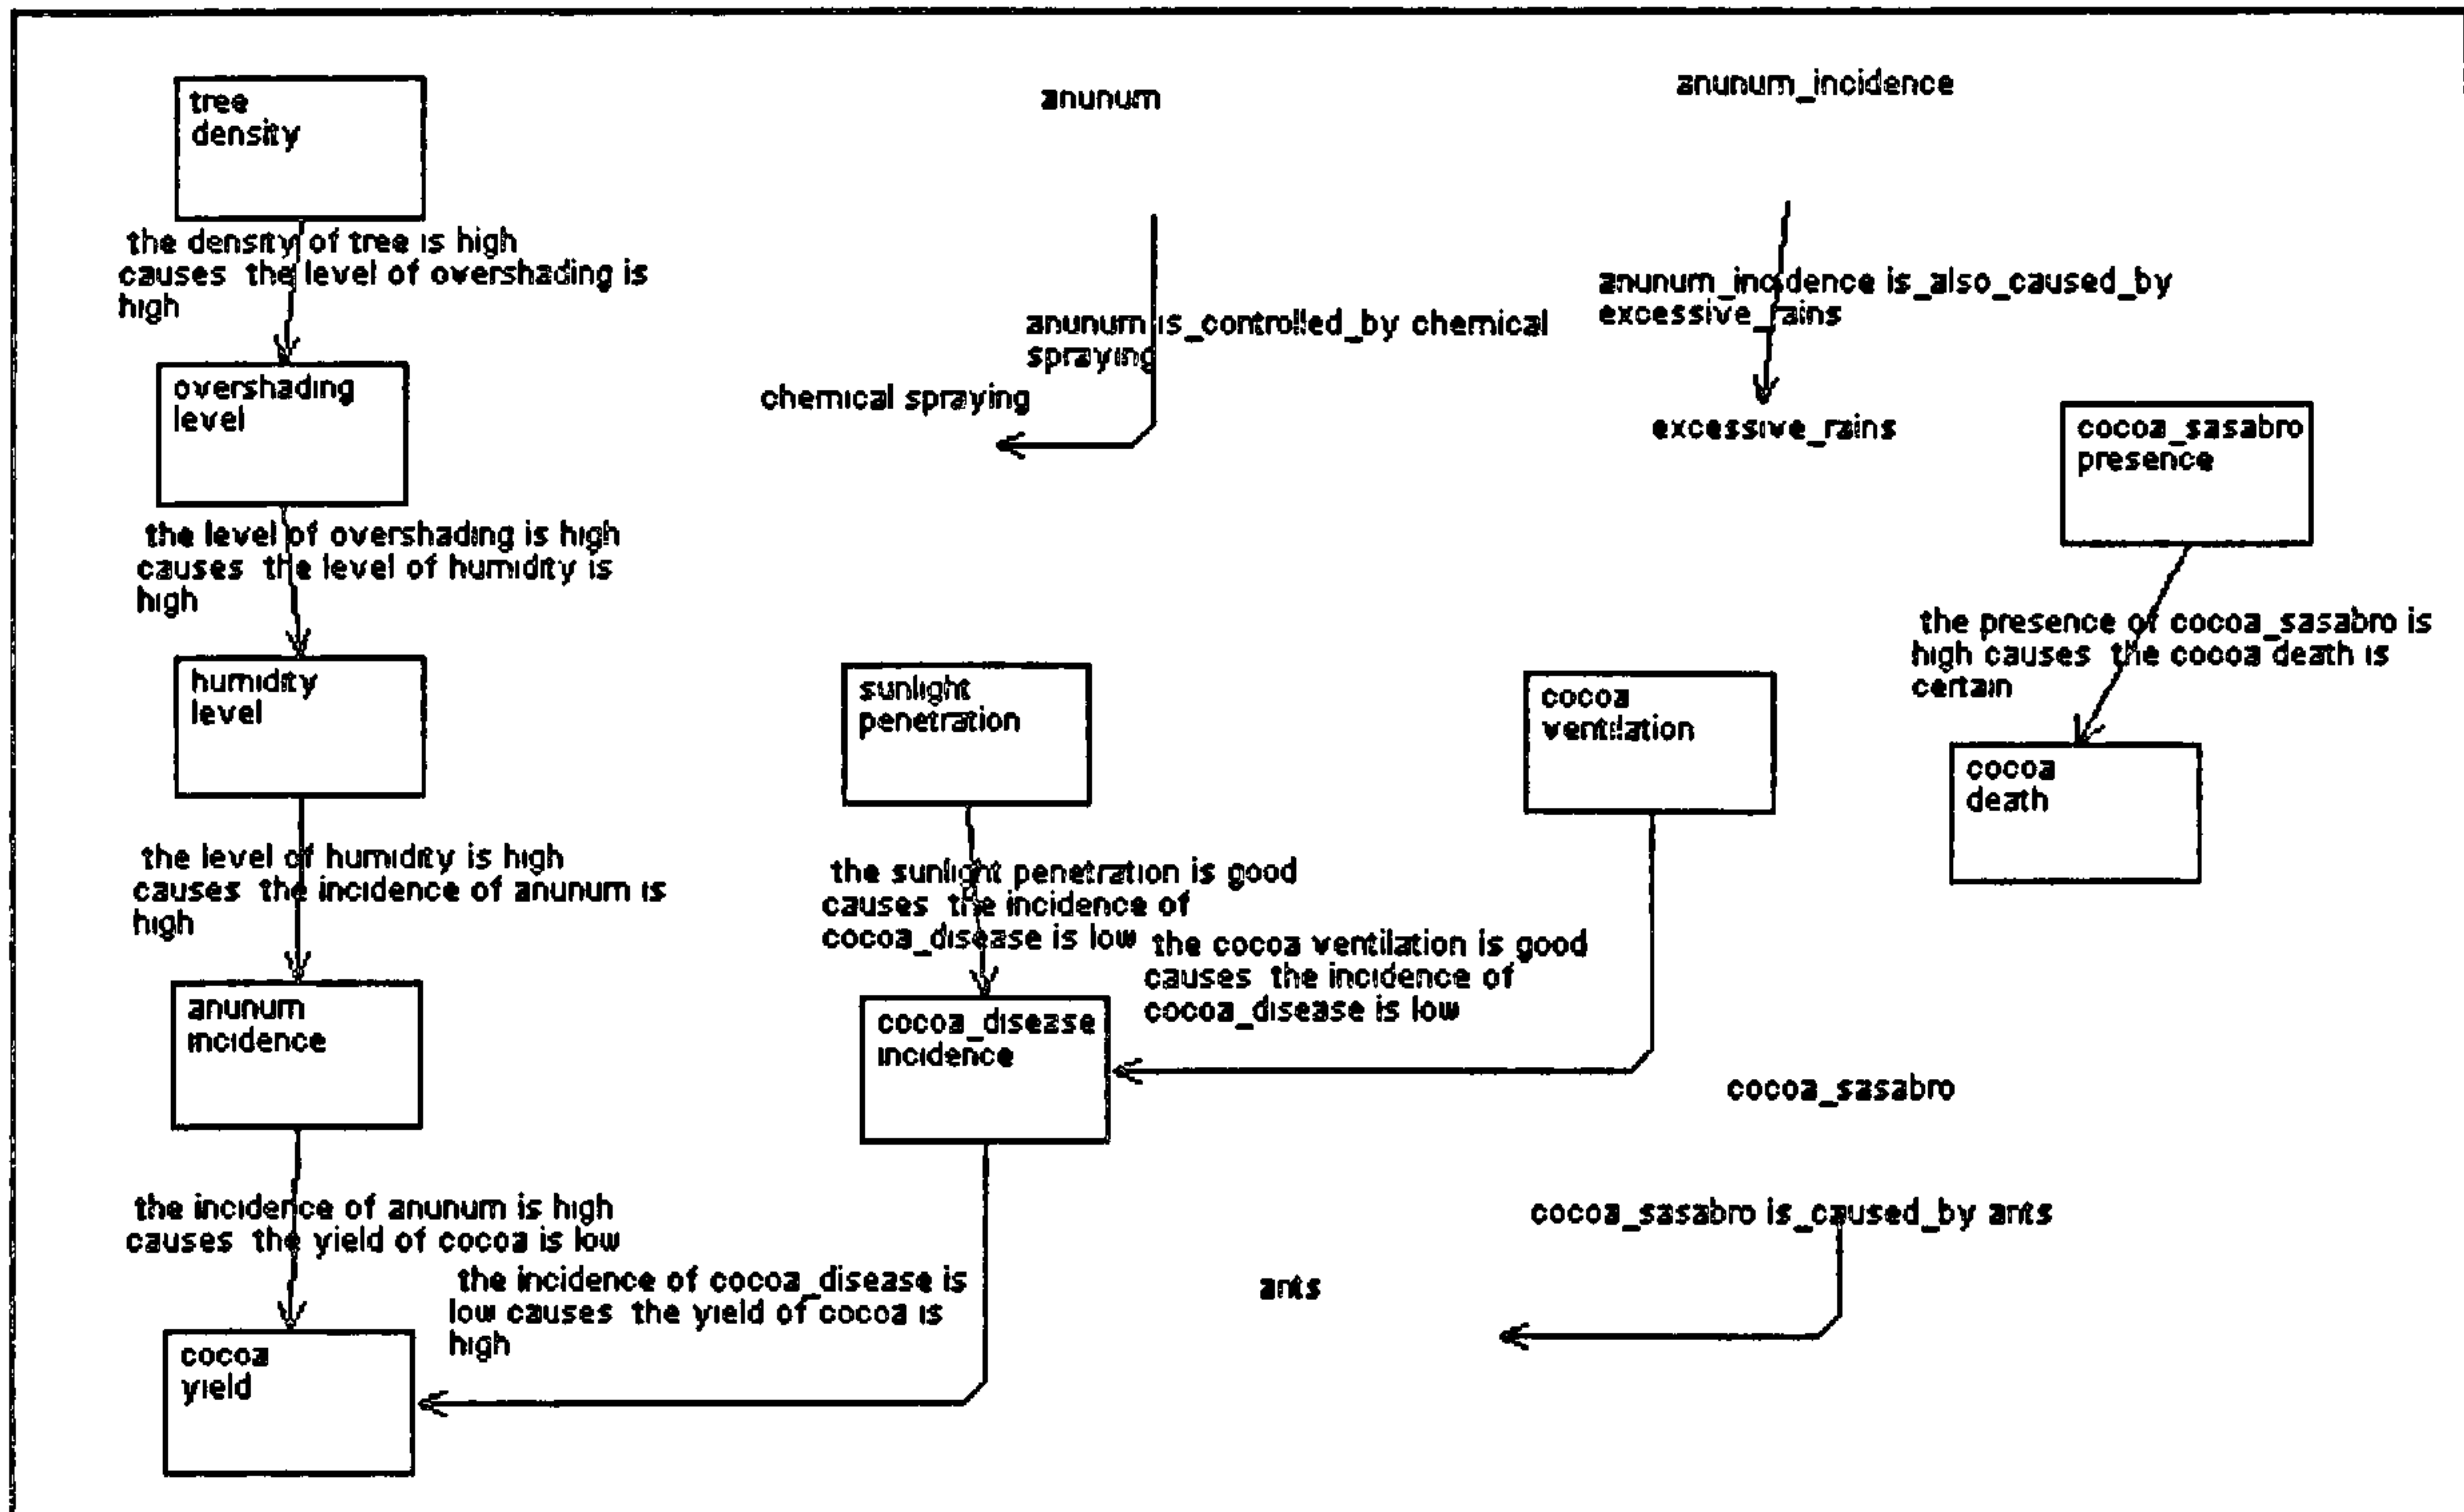 tree
density
the density of tree is high
causes the level of overshading is
high
overshading
level
the level of overshading is high
causes the level of humidity is
high
humidity
level
the level of humidity is high
causes the incidence of anunum is
high
anunum
incidence
the incidence of anunum is high
causes the yield of cocoa is low
cocoa
yield
anunum
anunum is_controlled_by chemical
spraying
chemical spraying
sunlight
penetration
the sunlight penetration is good
causes the incidence of
cocoa_disease is low
cocoa_disease
incidence
the incidence of cocoa_disease is
low causes the yield of cocoa is
high
anunum_incidence
anunum_incidence is_also_caused_by
excessive_rains
excessive_rains
cocoa
ventilation
the cocoa ventilation is good
causes the incidence of
cocoa_disease is low
cocoa_sasabro
presence
the presence of cocoa_sasabro is
high causes the cocoa death is
certain
cocoa
death
cocoa_sasabro
cocoa_sasabro is_caused_by ants
ants